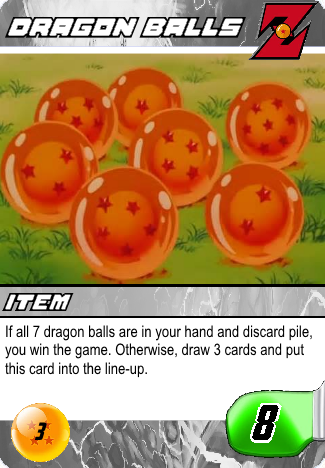 DRAGON BALLS
Z
ITEM
If all 7 dragon balls are in your hand and discard pile,
you win the game. Otherwise, draw 3 cards and put
this card into the line-up.
3
8